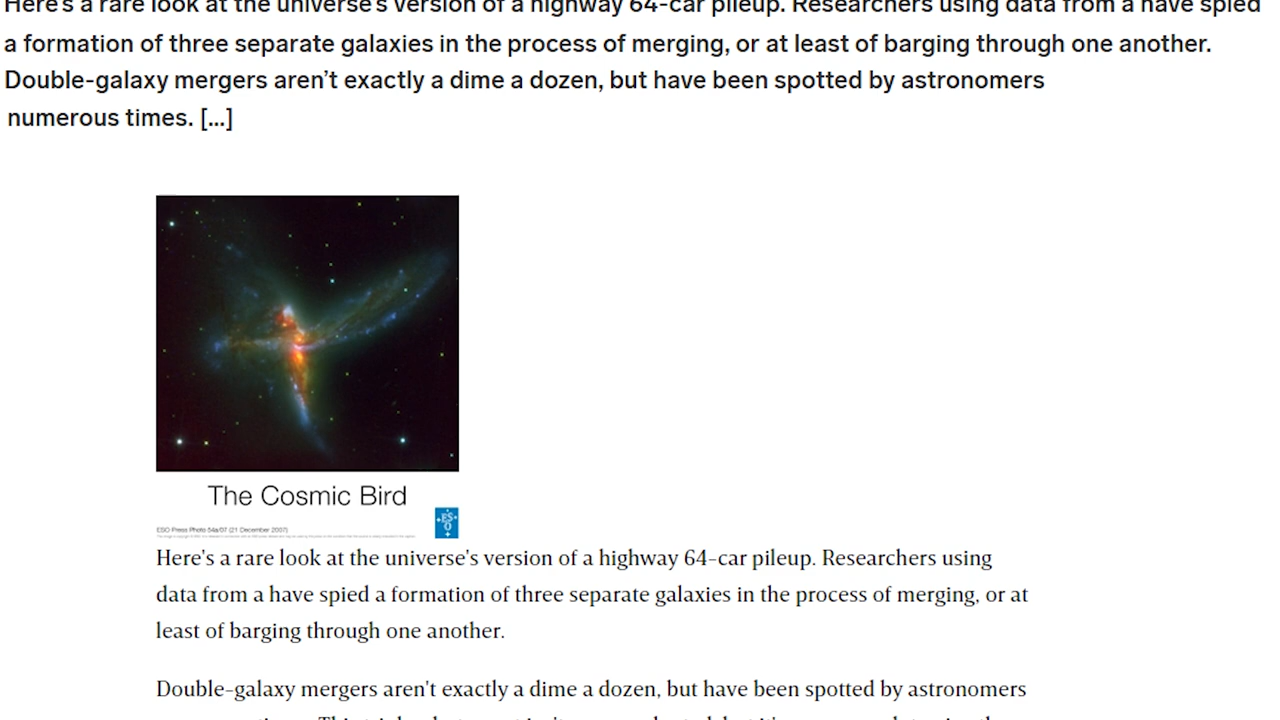 Here's a rare look at the universe's version of a highway 64-car pileup. Researchers using data from a have spied
a formation of three separate galaxies in the process of merging, or at least of barging through one another.
Double-galaxy mergers aren’t exactly a dime a dozen, but have been spotted by astronomers
numerous times. [...]
The Cosmic Bird
ESO Press Photo 54a/07 (21 December 2007)
ESO
Here's a rare look at the universe's version of a highway 64-car pileup. Researchers using
data from a have spied a formation of three separate galaxies in the process of merging, or at
least of barging through one another.
Double-galaxy mergers aren't exactly a dime a dozen, but have been spotted by astronomers